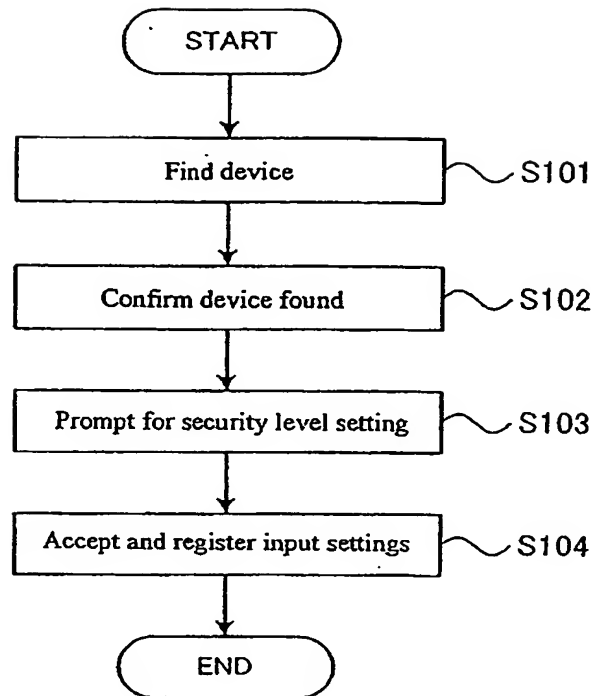 START
Find device
S101
Confirm device found
S102
Prompt for security level setting
S103
Accept and register input settings
S104
END